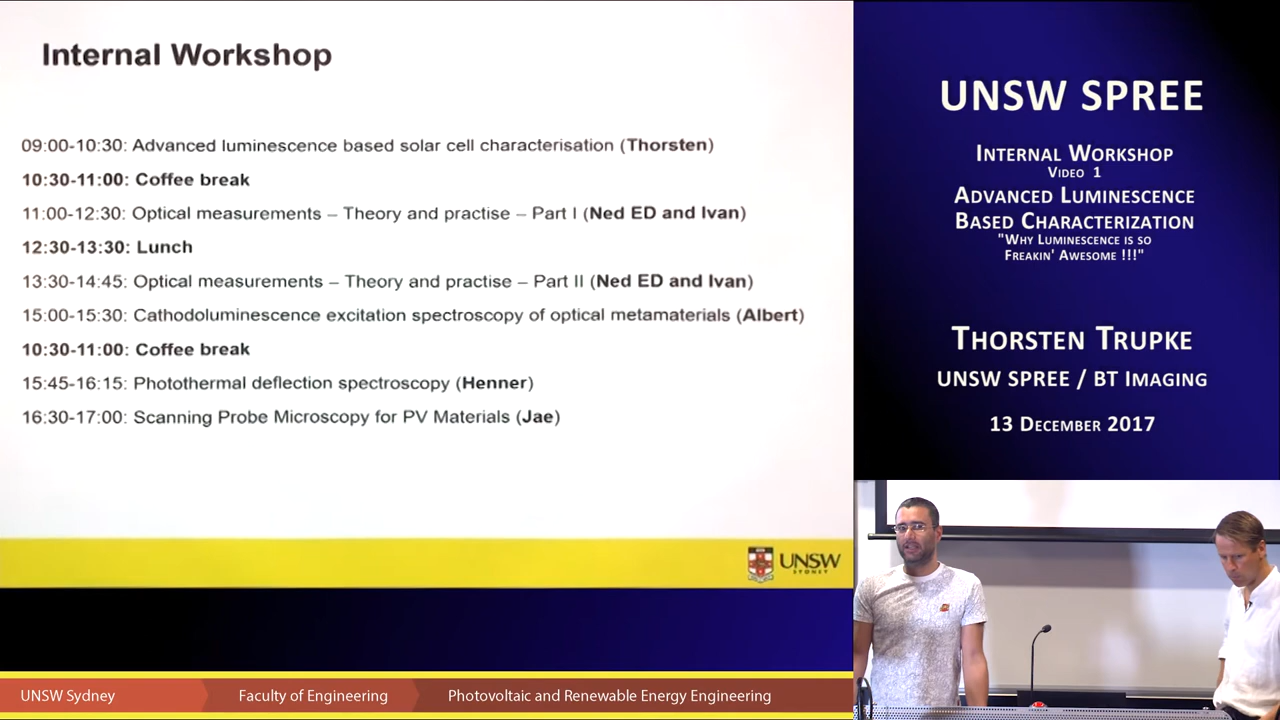 Internal Workshop
09:00-10:30: Advanced luminescence based solar cell characterisation (Thorsten)
10:30-11:00: Coffee break
11:00-12:30: Optical measurements – Theory and practise – Part I (Ned ED and Ivan)
12:30-13:30: Lunch
13:30-14:45: Optical measurements – Theory and practise – Part II (Ned ED and Ivan)
15:00-15:30: Cathodoluminescence excitation spectroscopy of optical metamaterials (Albert)
10:30-11:00: Coffee break
15:45-16:15: Photothermal deflection spectroscopy (Henner)
16:30-17:00: Scanning Probe Microscopy for PV Materials (Jae)
UNSW
SYDNEY
UNSW SPREE
INTERNAL WORKSHOP
VIDEO 1
ADVANCED LUMINESCENCE
BASED CHARACTERIZATION
"WHY LUMINESCENCE IS SO
FREAKIN' AWESOME !!!"
THORSTEN TRUPKE
UNSW SPREE / BT IMAGING
13 DECEMBER 2017
UNSW Sydney
Faculty of Engineering
Photovoltaic and Renewable Energy Engineering